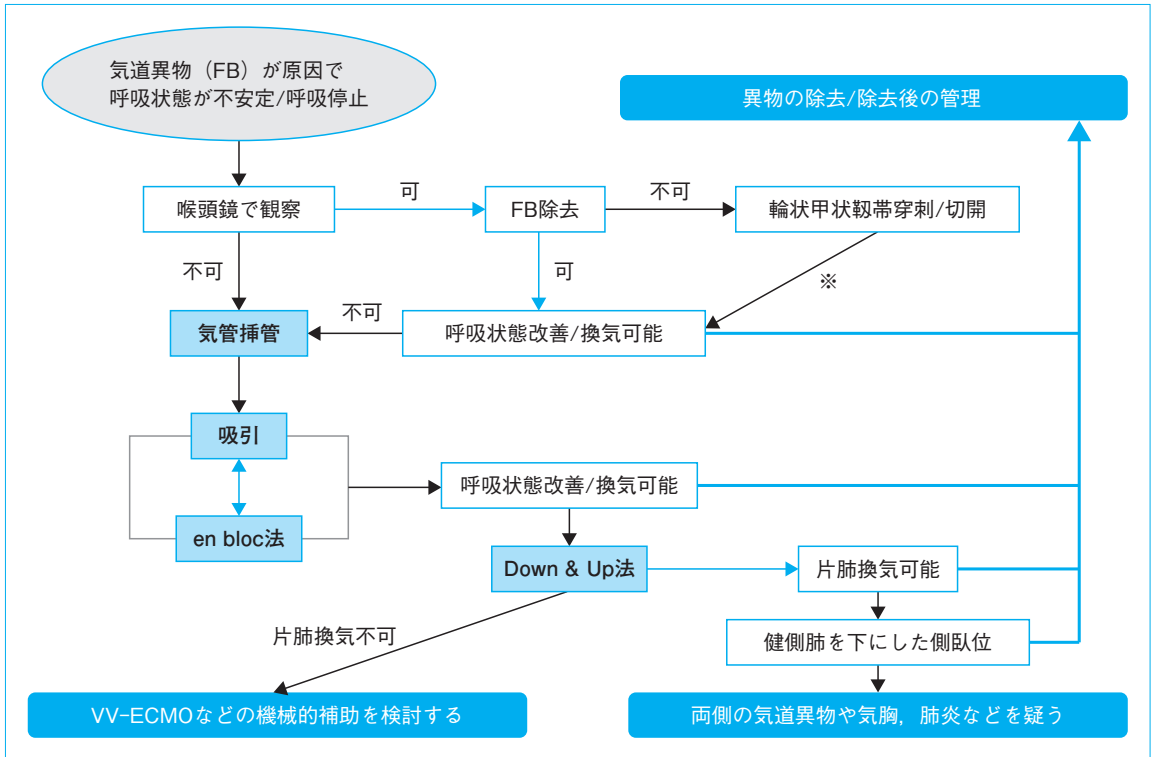 気道異物（FB）が原因で
呼吸状態が不安定/呼吸停止
異物の除去/除去後の管理
喉頭鏡で観察
可
FB除去
不可
輪状甲状靱帯穿刺/切開
不可
可
※
気管挿管
不可
呼吸状態改善/換気可能
吸引
en bloc法
呼吸状態改善/換気可能
Down & Up法
片肺換気可能
片肺換気不可
健側肺を下にした側臥位
VV-ECMOなどの機械的補助を検討する
両側の気道異物や気胸，肺炎などを疑う